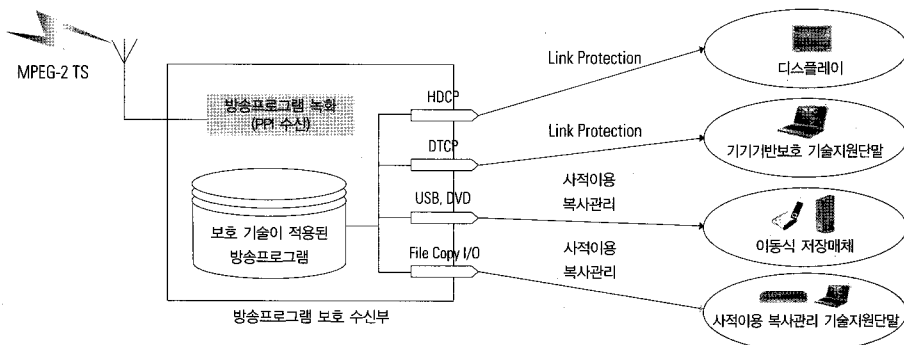 MPEG-2 TS
방송프로그램 녹화
(PPI 수신)
보호 기술이 적용된
방송프로그램
방송프로그램 보호 수신부
HDCP
DTCP
USB, DVD
File Copy I/O
Link Protection
Link Protection
사적이용
복사관리
사적이용
복사관리
디스플레이
기기기반보호 기술지원단말
이동식 저장매체
사적이용 복사관리 기술지원단말